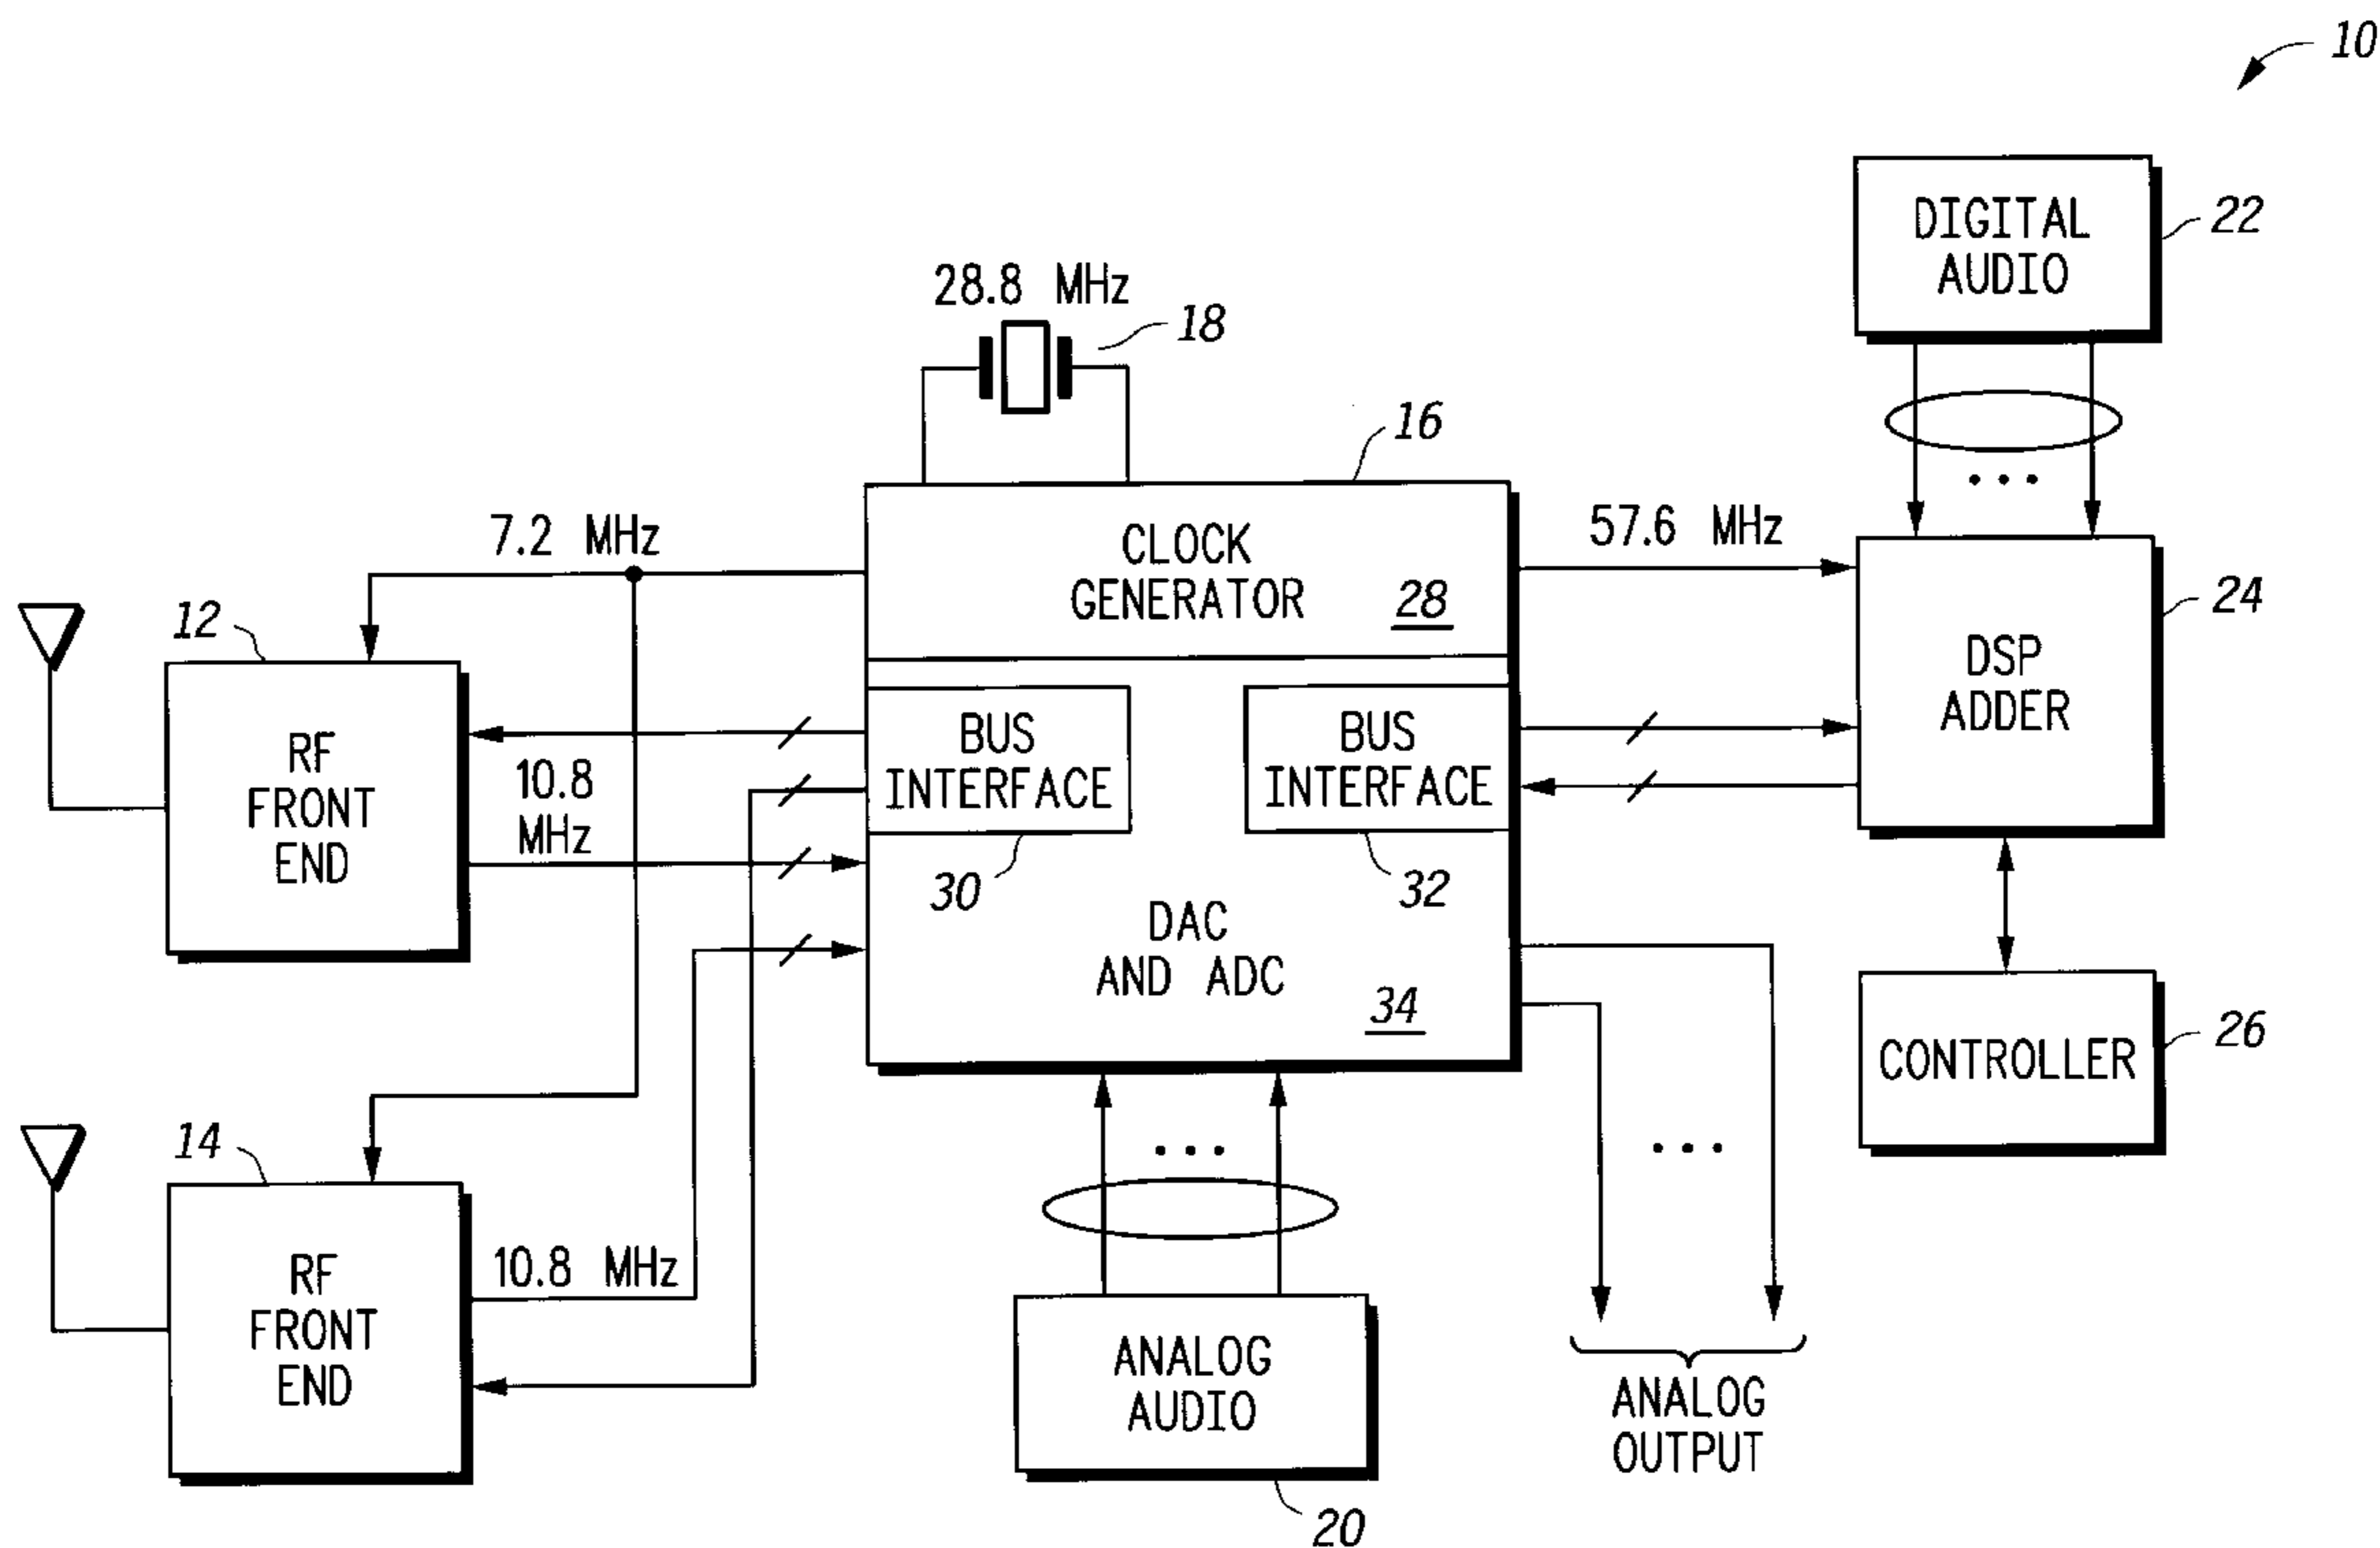 10
DIGITAL
AUDIO
22
28.8 MHz
18
16
7.2 MHz
CLOCK
GENERATOR
28
57.6 MHz
12
24
DSP
ADDER
RF
FRONT
END
10.8
MHz
BUS
INTERFACE
BUS
INTERFACE
30
32
DAC
AND ADC
34
CONTROLLER
26
14
RF
FRONT
END
10.8 MHz
ANALOG
AUDIO
20
ANALOG
OUTPUT